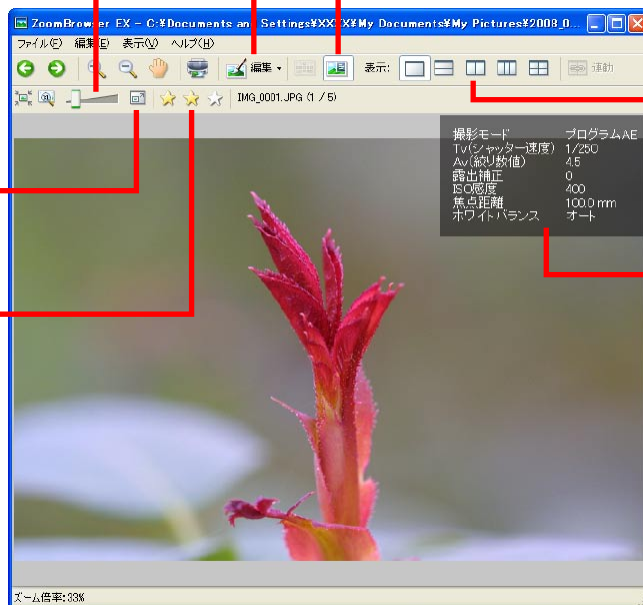 ZoomBrowser EX - C:¥Documents and Settings¥XXXX¥My Documents¥My Pictures¥2008_0...
ファイル(F) 編集(E) 表示(V) ヘルプ(H)
編集 表示: 連動
IMG_0001.JPG (1 / 5)
撮影モード プログラムAE
Tv(シャッター速度) 1/250
Av(絞り数値) 4.5
露出補正 0
ISO感度 400
焦点距離 100.0 mm
ホワイトバランス オート
ズーム倍率:33%